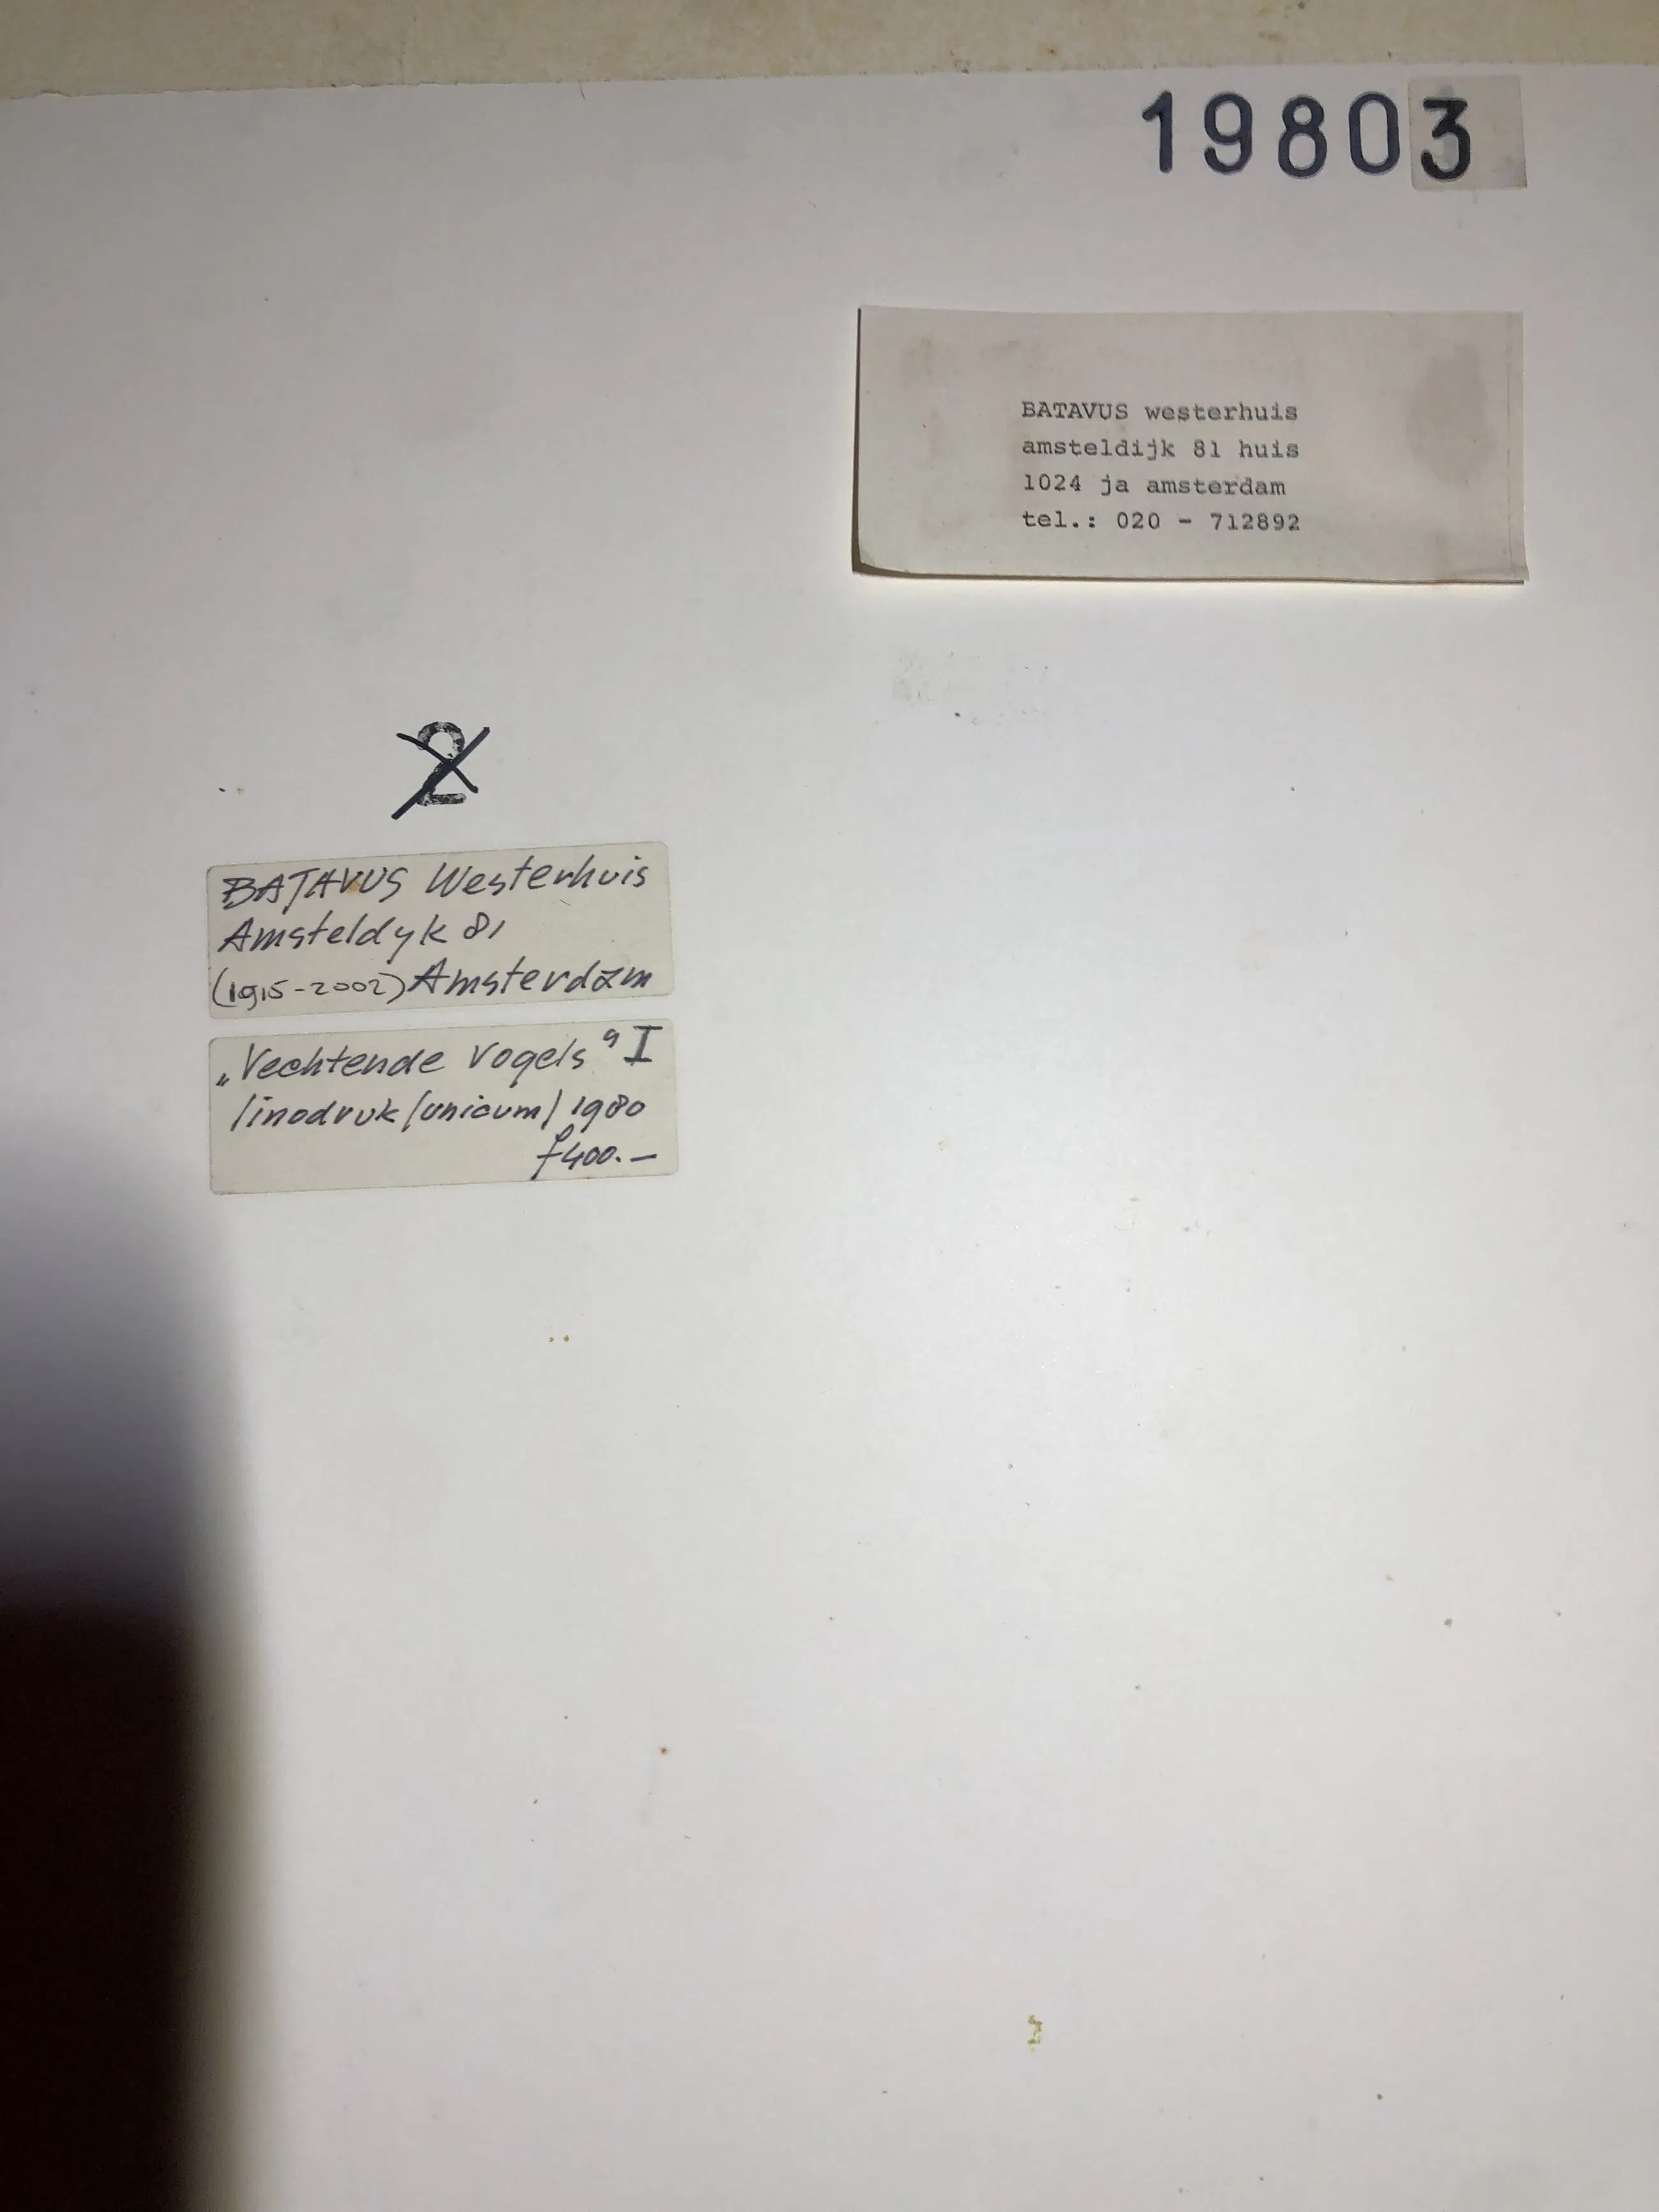 19803
BATAVUS westerhuis
amsteldijk 81 huis
1024 ja amsterdam
tel.: 020 - 712892
2
BATAVUS Westerhuis
Amsteldyk 81
(1915-2002) Amsterdam
„Vechtende vogels“ I
linodruk/unicum/ 1980
f400.—